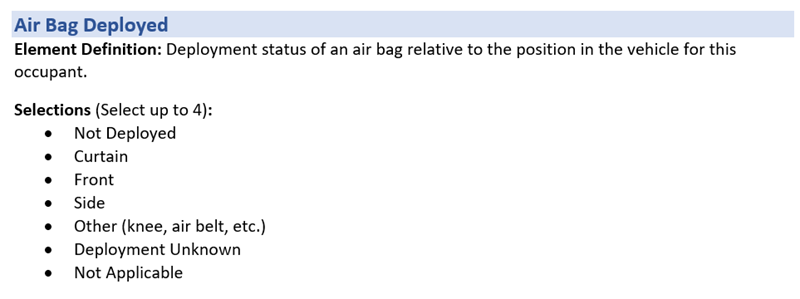 Air Bag Deployed
Element Definition: Deployment status of an air bag relative to the position in the vehicle for this
occupant.
Selections (Select up to 4):
• Not Deployed
• Curtain
• Front
• Side
• Other (knee, air belt, etc.)
• Deployment Unknown
• Not Applicable